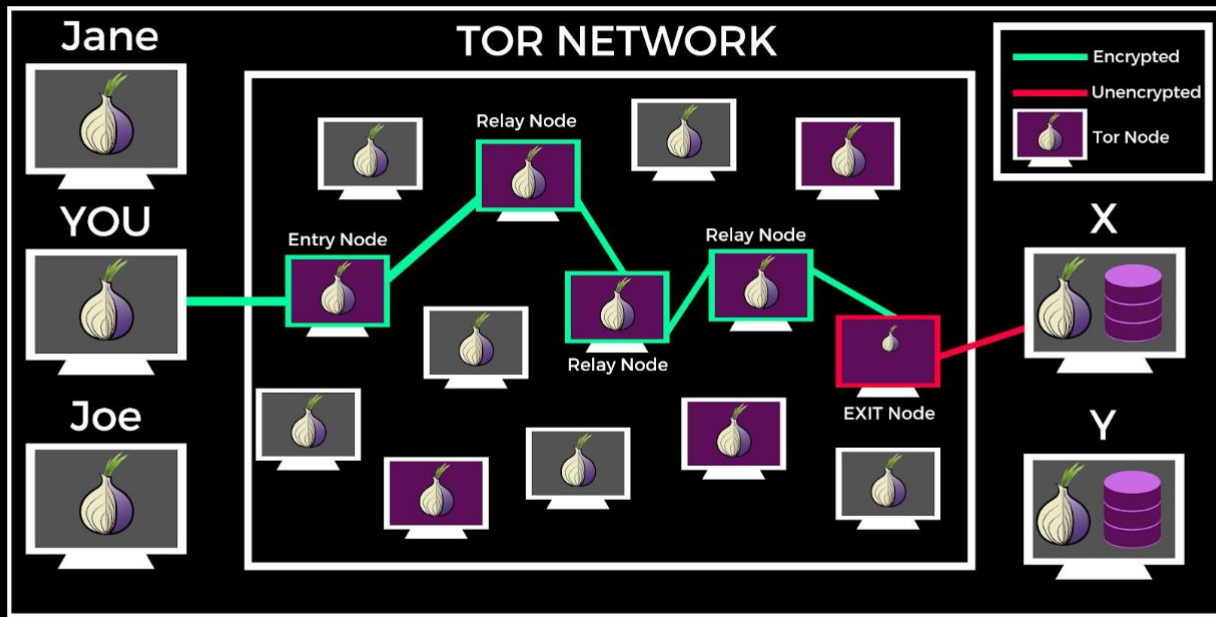 Jane
TOR NETWORK
Encrypted
Unencrypted
Tor Node
Relay Node
YOU
X
Entry Node
Relay Node
Relay Node
EXIT Node
Joe
Y